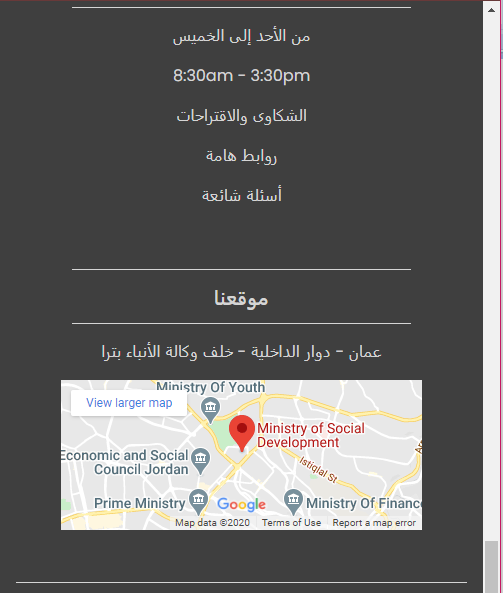 من الأحد إلى الخميس
8:30am - 3:30pm
الشكاوى والاقتراحات
روابط هامة
أسئلة شائعة
موقعنا
عمان - دوار الداخلية - خلف وكالة الأنباء بترا
Ministry Of Youth
View larger map
Ministry of Social
Development
Economic and Social
Council Jordan
Istiqlal St
Prime Ministry
Google
Ministry Of Finance
Map data ©2020
Terms of Use
Report a map error